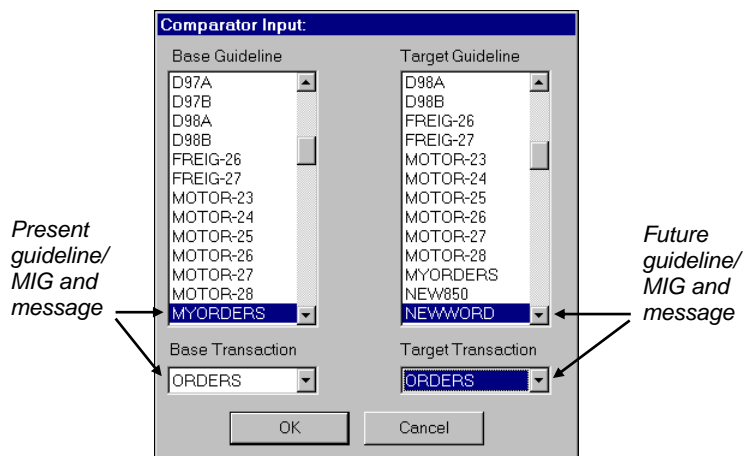 Comparator Input:
Base Guideline
D97A
D97B
D98A
D98B
FREIG-26
FREIG-27
MOTOR-23
MOTOR-24
MOTOR-25
MOTOR-26
MOTOR-27
MOTOR-28
MYORDERS
Target Guideline
D98A
D98B
FREIG-26
FREIG-27
MOTOR-23
MOTOR-24
MOTOR-25
MOTOR-26
MOTOR-27
MOTOR-28
MYORDERS
NEW850
NEWWORD
Base Transaction
ORDERS
Target Transaction
ORDERS
OK
Cancel
Present
guideline/
MIG and
message
Future
guideline/
MIG and
message